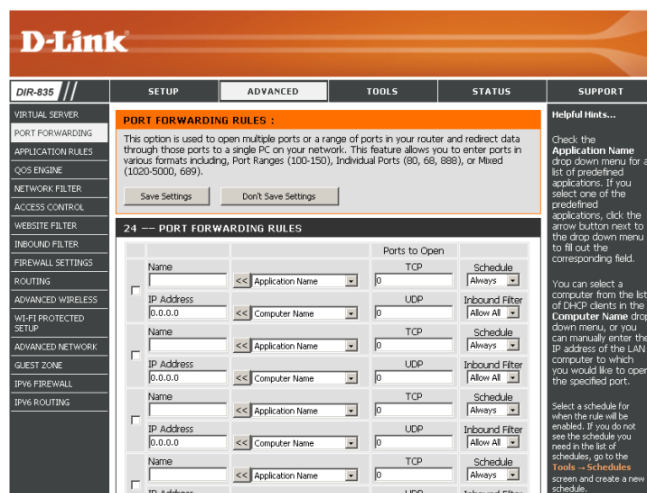 D-Link
DIR-835
SETUP
ADVANCED
TOOLS
STATUS
SUPPORT
VIRTUAL SERVER
PORT FORWARDING
APPLICATION RULES
QOS ENGINE
NETWORK FILTER
ACCESS CONTROL
WEBSITE FILTER
INBOUND FILTER
FIREWALL SETTINGS
ROUTING
ADVANCED WIRELESS
WI-FI PROTECTED
SETUP
ADVANCED NETWORK
GUEST ZONE
IPV6 FIREWALL
IPV6 ROUTING
PORT FORWARDING RULES :
This option is used to open multiple ports or a range of ports in your router and redirect data
through those ports to a single PC on your network. This feature allows you to enter ports in
various formats including, Port Ranges (100-150), Individual Ports (80, 68, 888), or Mixed
(1020-5000, 689).
Save Settings
Don't Save Settings
24 -- PORT FORWARDING RULES
Ports to Open
Name
<< Application Name
TCP
0
Schedule
Always
IP Address
0.0.0.0
<< Computer Name
UDP
0
Inbound Filter
Allow All
Name
<< Application Name
TCP
0
Schedule
Always
IP Address
0.0.0.0
<< Computer Name
UDP
0
Inbound Filter
Allow All
Name
<< Application Name
TCP
0
Schedule
Always
IP Address
0.0.0.0
<< Computer Name
UDP
0
Inbound Filter
Allow All
Name
<< Application Name
TCP
0
Schedule
Always
IP Address
UDP
Inbound Filter
Helpful Hints...
Check the
Application Name
drop down menu for a
list of predefined
applications. If you
select one of the
predefined
applications, click the
arrow button next to
the drop down menu
to fill out the
corresponding field.
You can select a
computer from the list
of DHCP clients in the
Computer Name drop
down menu, or you
can manually enter the
IP address of the LAN
computer to which
you would like to open
the specified port.
Select a schedule for
when the rule will be
enabled. If you do not
see the schedule you
need in the list of
schedules, go to the
Tools → Schedules
screen and create a new
schedule.